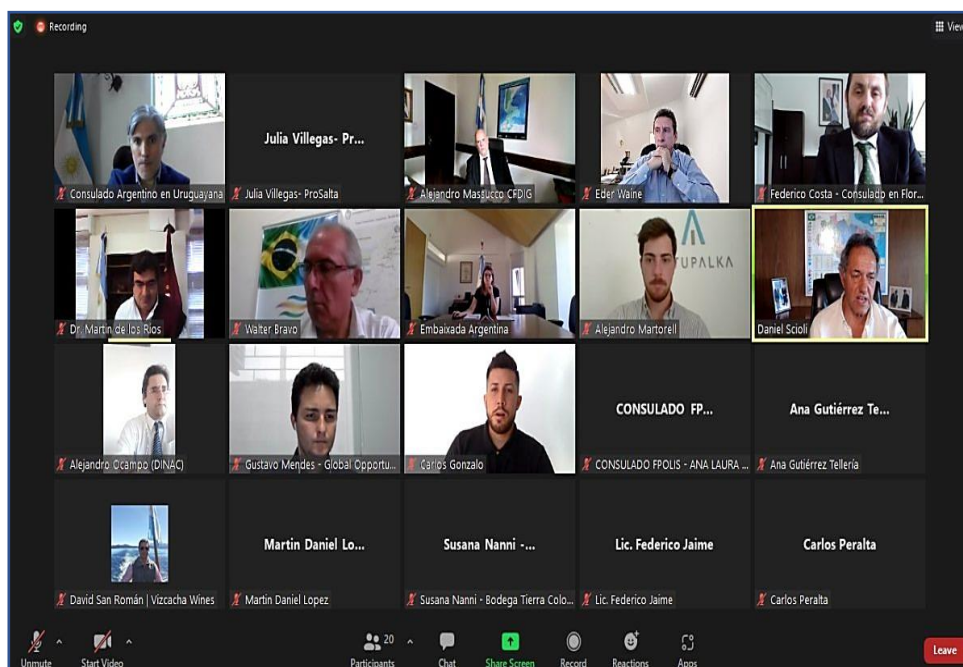 Recording
View
Consulado Argentino en Uruguayana
Julia Villegas- Pr...
Julia Villegas- ProSalta
Alejandro Massucco CFDIG
Eder Waine
Federico Costa - Consulado en Flor...
Dr. Martin de los Rios
Walter Bravo
Embaixada Argentina
TUPALKA
Alejandro Martorell
Daniel Scioli
Alejandro Ocampo (DINAC)
Gustavo Mendes - Global Opportu...
Carlos Gonzalo
CONSULADO FP...
CONSULADO FPOLIS - ANA LAURA ...
Ana Gutiérrez Te...
Ana Gutiérrez Tellería
David San Román | Vizcacha Wines
Martin Daniel Lo...
Martin Daniel Lopez
Susana Nanni -...
Susana Nanni - Bodega Tierra Colo...
Lic. Federico Jaime
Lic. Federico Jaime
Carlos Peralta
Carlos Peralta
Unmute
Start Video
20
Participants
Chat
Share Screen
Record
Reactions
Apps
Leave